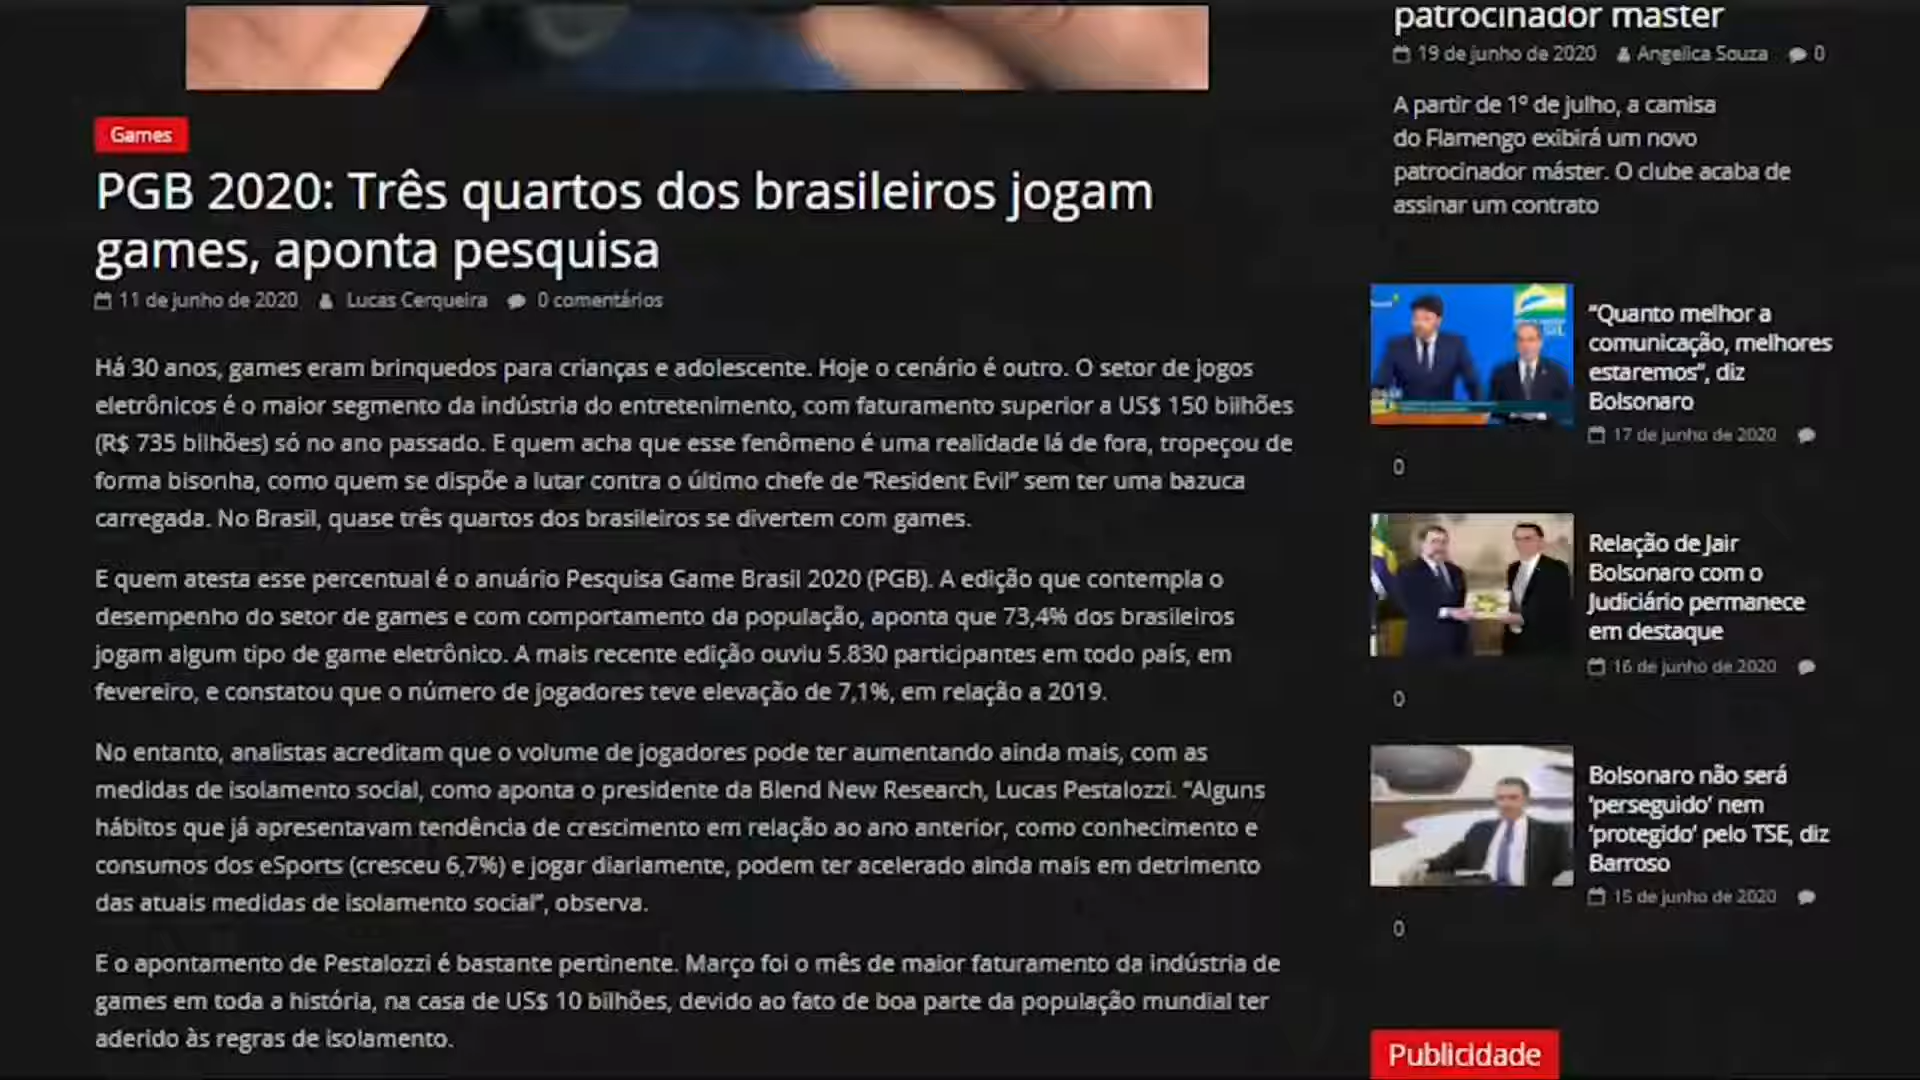 Games
PGB 2020: Três quartos dos brasileiros jogam
games, aponta pesquisa
11 de junho de 2020 Lucas Cerqueira 0 comentários
Há 30 anos, games eram brinquedos para crianças e adolescente. Hoje o cenário é outro. O setor de jogos
eletrônicos é o maior segmento da indústria do entretenimento, com faturamento superior a US$ 150 bilhões
(R$ 735 bilhões) só no ano passado. E quem acha que esse fenômeno é uma realidade lá de fora, tropeçou de
forma bisonha, como quem se dispõe a lutar contra o último chefe de “Resident Evil” sem ter uma bazuca
carregada. No Brasil, quase três quartos dos brasileiros se divertem com games.
E quem atesta esse percentual é o anuário Pesquisa Game Brasil 2020 (PGB). A edição que contempla o
desempenho do setor de games e com comportamento da população, aponta que 73,4% dos brasileiros
jogam algum tipo de game eletrônico. A mais recente edição ouviu 5.830 participantes em todo país, em
fevereiro, e constatou que o número de jogadores teve elevação de 7,1%, em relação a 2019.
No entanto, analistas acreditam que o volume de jogadores pode ter aumentando ainda mais, com as
medidas de isolamento social, como aponta o presidente da Blend New Research, Lucas Pestalozzi. “Alguns
hábitos que já apresentavam tendência de crescimento em relação ao ano anterior, como conhecimento e
consumos dos eSports (cresceu 6,7%) e jogar diariamente, podem ter acelerado ainda mais em detrimento
das atuais medidas de isolamento social”, observa.
E o apontamento de Pestalozzi é bastante pertinente. Março foi o mês de maior faturamento da indústria de
games em toda a história, na casa de US$ 10 bilhões, devido ao fato de boa parte da população mundial ter
aderido às regras de isolamento.
patrocinador máster
19 de junho de 2020 Angelica Souza 0
A partir de 1º de julho, a camisa
do Flamengo exibirá um novo
patrocinador máster. O clube acaba de
assinar um contrato
“Quanto melhor a
comunicação, melhores
estaremos”, diz
Bolsonaro
17 de junho de 2020
0
Relação de Jair
Bolsonaro com o
Judiciário permanece
em destaque
16 de junho de 2020
0
Bolsonaro não será
‘perseguido’ nem
‘protegido’ pelo TSE, diz
Barroso
15 de junho de 2020
0
Publicidade